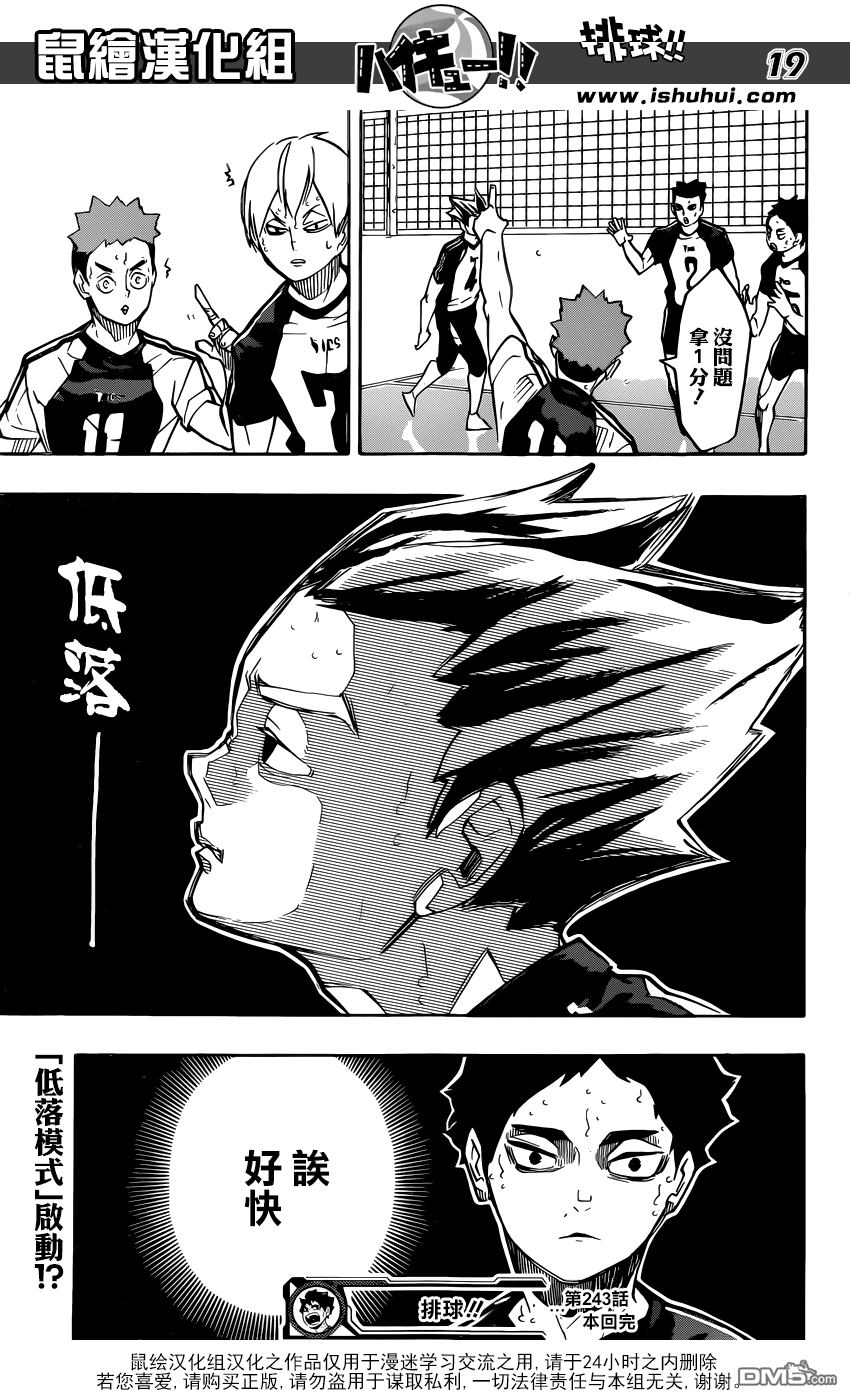 鼠繪漢化組
ハイキュー!!
排球!!
19
www.ishuhui.com
沒問題
拿1分!
低落——
誒
好快
「低落模式」啟動!?
排球!!
第243話
…本回完
鼠绘汉化组汉化之作品仅用于漫迷学习交流之用, 请于24小时之内删除
若您喜爱, 请购买正版, 请勿盗用于谋取私利, 一切法律责任与本组无关, 谢谢。
DM5.com